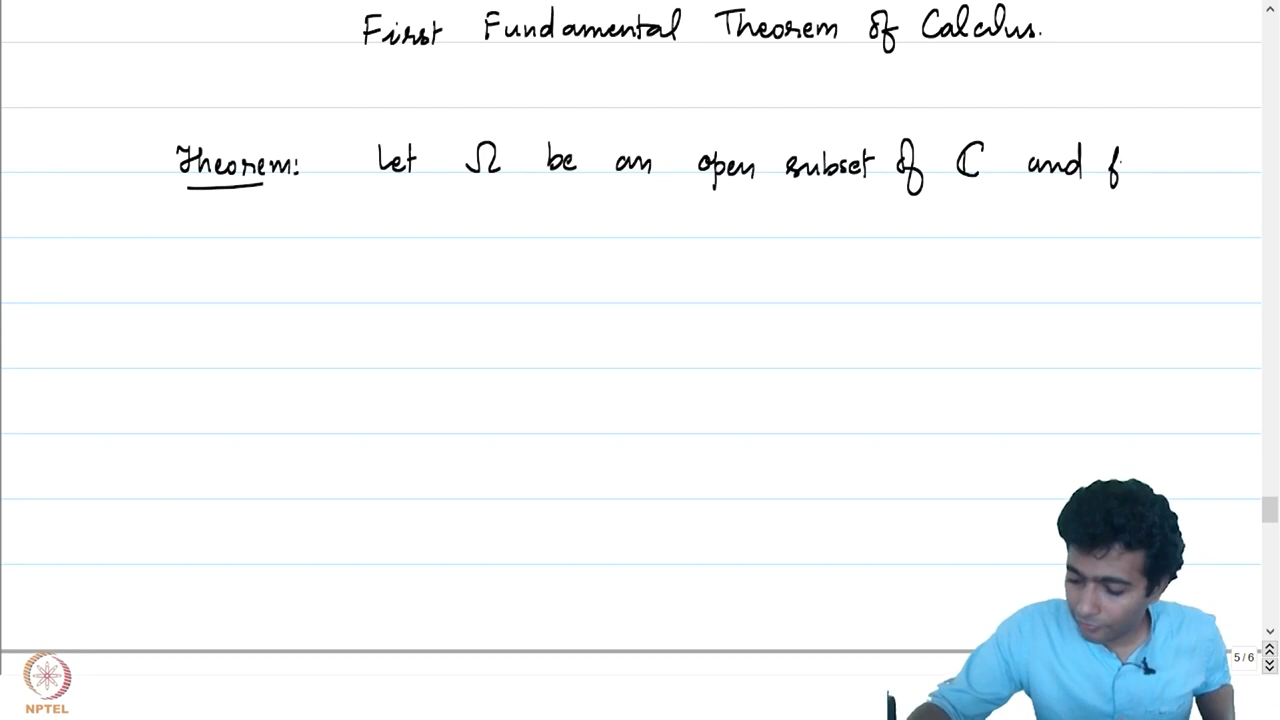 First Fundamental Theorem of Calculus.
Theorem: Let Ω be an open subset of ℂ and f
5 / 6
NPTEL